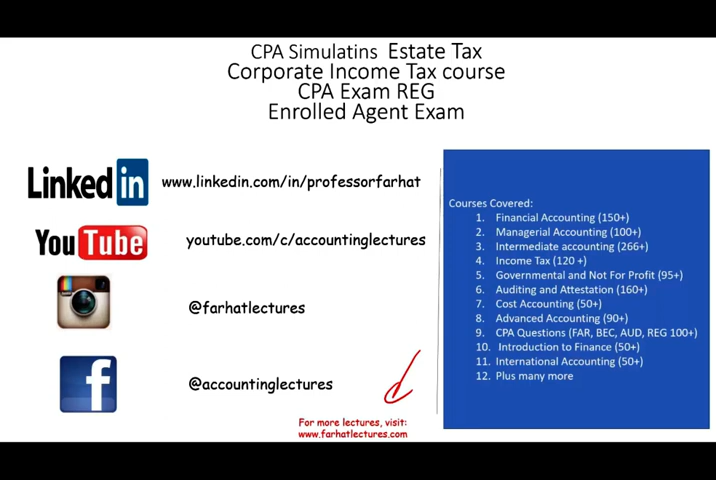 CPA Simulatins Estate Tax
Corporate Income Tax course
CPA Exam REG
Enrolled Agent Exam
Linked in
www.linkedin.com/in/professorfarhat
You Tube
youtube.com/c/accountinglectures
@farhatlectures
f
@accountinglectures
For more lectures, visit:
www.farhatlectures.com
Courses Covered:
1. Financial Accounting (150+)
2. Managerial Accounting (100+)
3. Intermediate accounting (266+)
4. Income Tax (120 +)
5. Governmental and Not For Profit (95+)
6. Auditing and Attestation (160+)
7. Cost Accounting (50+)
8. Advanced Accounting (90+)
9. CPA Questions (FAR, BEC, AUD, REG 100+)
10. Introduction to Finance (50+)
11. International Accounting (50+)
12. Plus many more